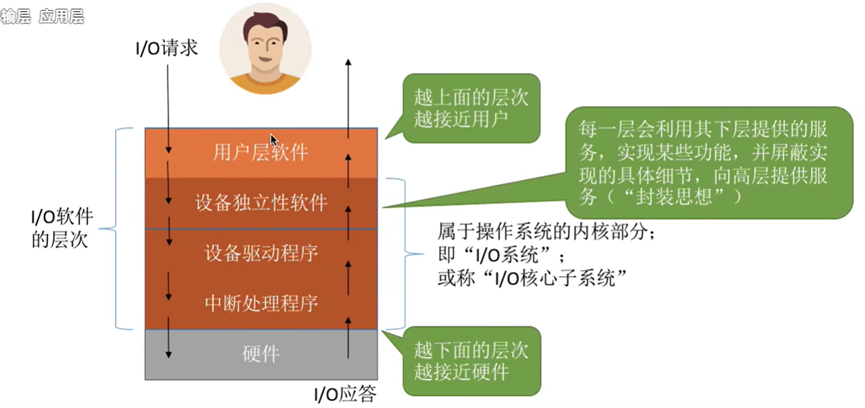 输层 应用层
I/O请求
越上面的层次
越接近用户
每一层会利用其下层提供的服
务，实现某些功能，并屏蔽实
现的具体细节，向高层提供服
务（“封装思想”）
用户层软件
设备独立性软件
I/O软件
的层次
设备驱动程序
属于操作系统的内核部分；
即“I/O系统”；
或称“I/O核心子系统”
中断处理程序
硬件
越下面的层次
越接近硬件
I/O应答